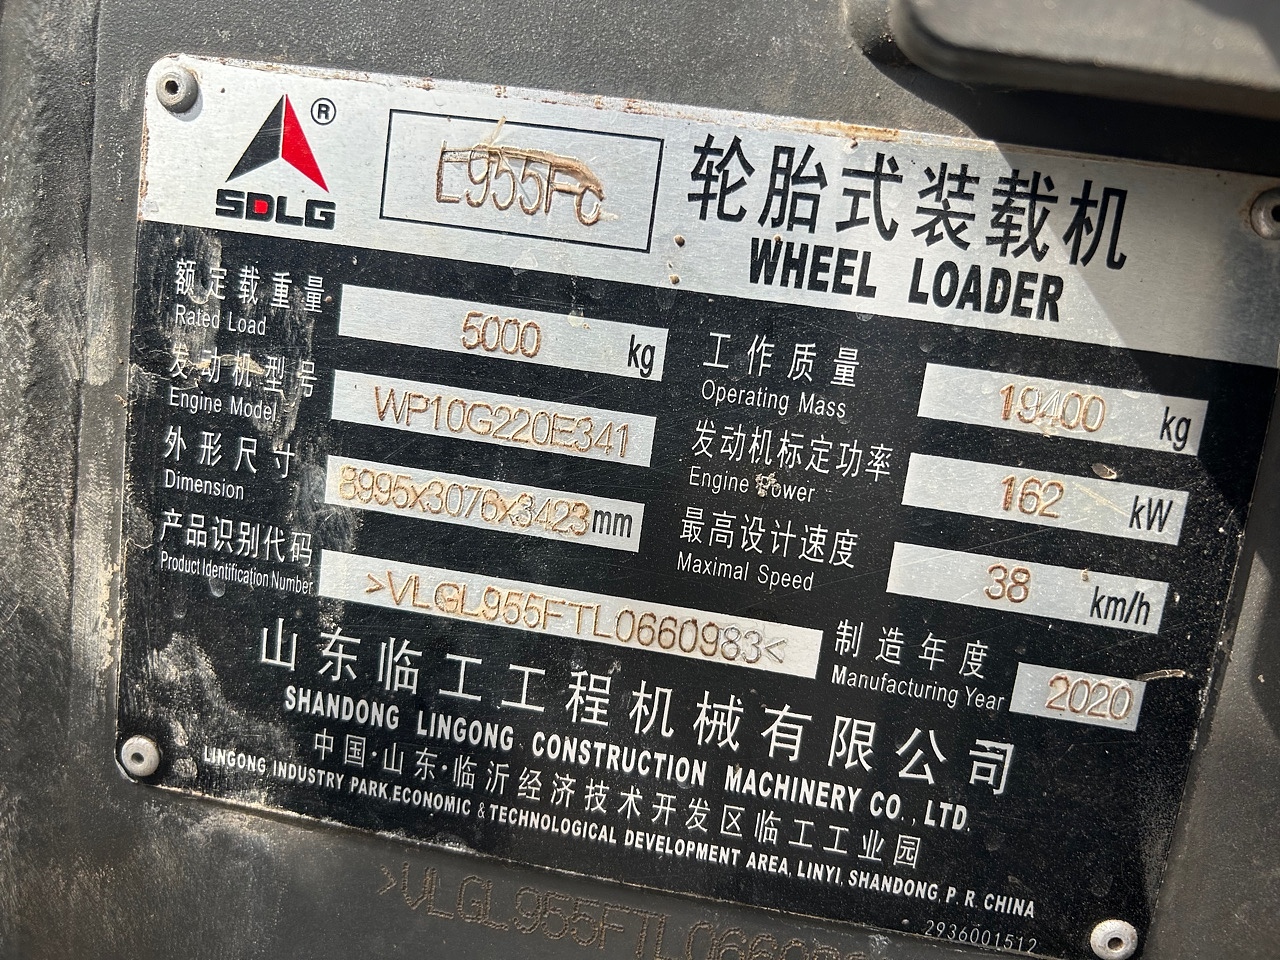 ®
SDLG
L955FC
轮胎式装载机
WHEEL LOADER
额定载重量
Rated Load
5000 kg
工作质量
Operating Mass
19400 kg
发动机型号
Engine Model
WP10G220E341
发动机标定功率
Engine Power
162 kW
外形尺寸
Dimension
8995x3076x3423mm
最高设计速度
Maximal Speed
38 km/h
产品识别代码
Product Identification Number
>VLGL955FTL0660983<
制造年度
Manufacturing Year
2020
山东临工工程机械有限公司
SHANDONG LINGONG CONSTRUCTION MACHINERY CO., LTD.
中国·山东·临沂经济技术开发区临工工业园
LINGONG INDUSTRY PARK,ECONOMIC & TECHNOLOGICAL DEVELOPMENT AREA, LINYI, SHANDONG, P. R. CHINA
2936001512
>VLGL955FTL06609